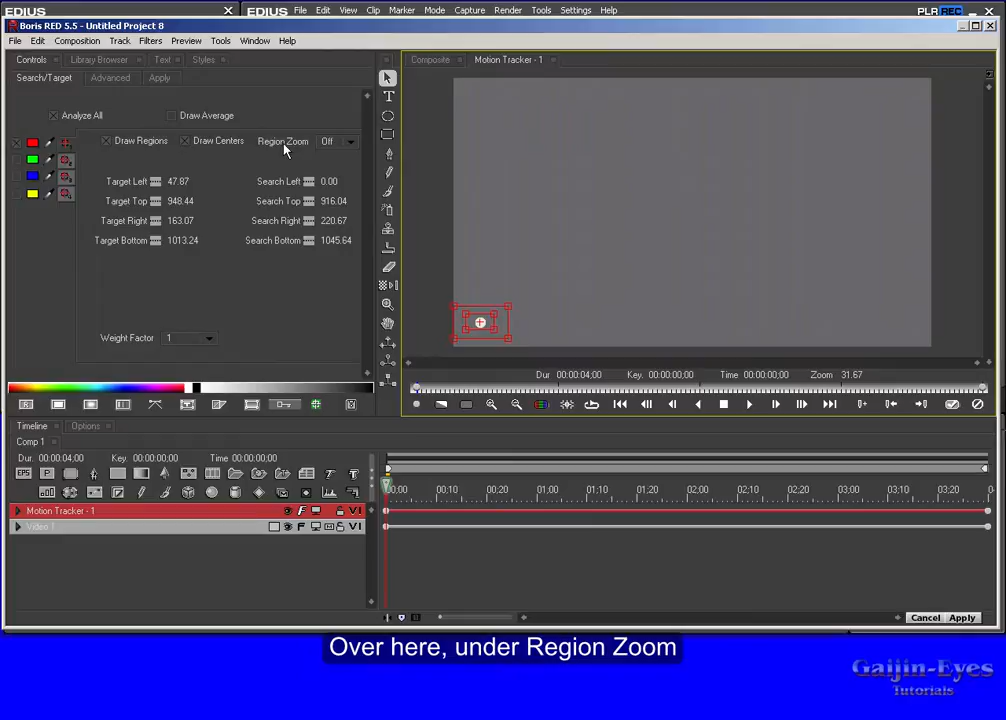 EDIUS
EDIUS File Edit View Clip Marker Mode Capture Render Tools Settings Help PLR REC
Boris RED 5.5 - Untitled Project 8
File Edit Composition Track Filters Preview Tools Window Help
Controls Library Browser Text Styles
Composite Motion Tracker - 1
Search/Target Advanced Apply
Analyze All Draw Average
Draw Regions Draw Centers Region Zoom Off
Target Left 47.87 Search Left 0.00
Target Top 948.44 Search Top 916.04
Target Right 163.07 Search Right 220.67
Target Bottom 1013.24 Search Bottom 1045.64
Weight Factor 1
Dur 00:00:04;00 Key. 00:00:00;00 Time 00:00:00;00 Zoom 31.67
Timeline Options
Comp 1
Dur. 00:00:04;00 Key: 00:00:00;00 Time 00:00:00;00
EPS P
T T
00:00 00:10 00:20 01:00 01:10 01:20 02:00 02:10 02:20 03:00 03:10 03:20 0
Motion Tracker - 1 F
Video 1 F
Cancel Apply
Over here, under Region Zoom
Gaijin-Eyes
Tutorials